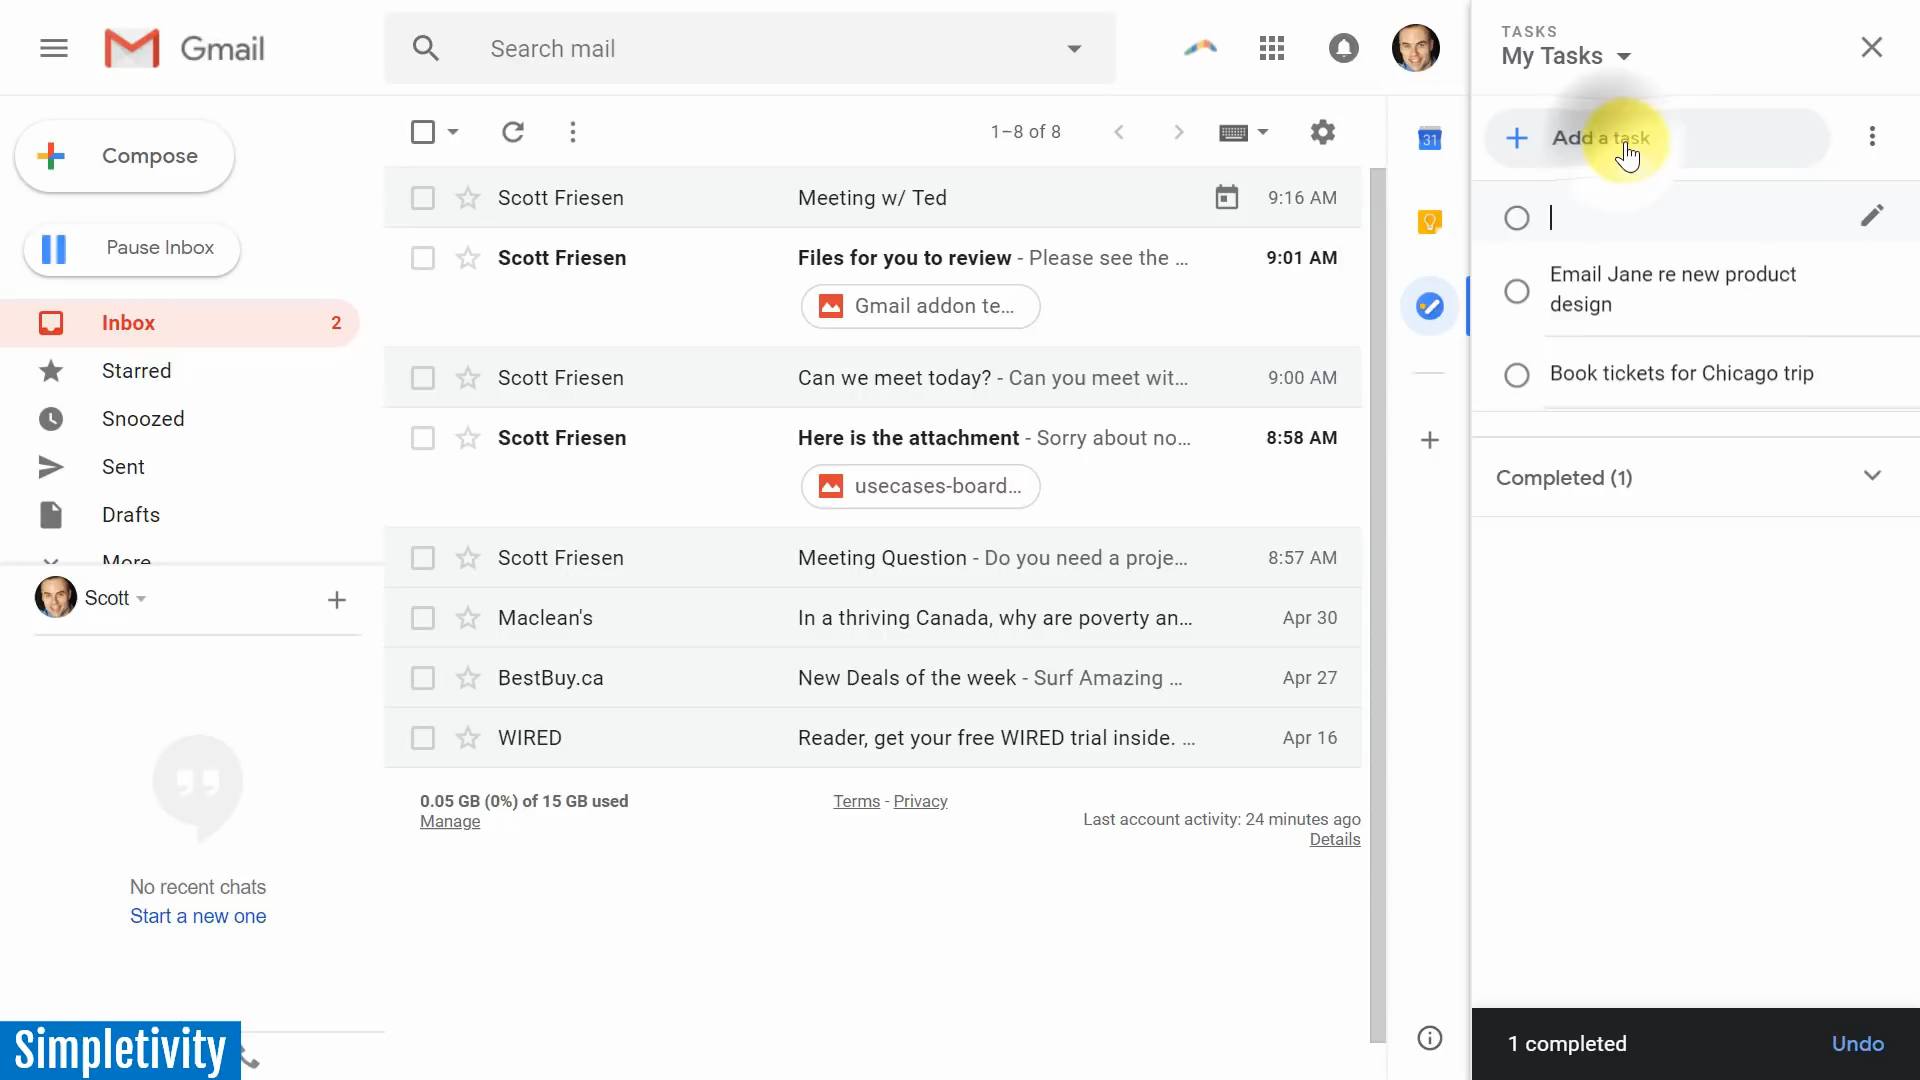 Gmail
Search mail
TASKS
My Tasks
Compose
1–8 of 8
31
Add a task
Pause Inbox
Scott Friesen Meeting w/ Ted 9:16 AM
Scott Friesen Files for you to review - Please see the ... 9:01 AM
Gmail addon te...
Inbox 2
Scott Friesen Can we meet today? - Can you meet wit... 9:00 AM
Starred
Snoozed
Scott Friesen Here is the attachment - Sorry about no... 8:58 AM
usecases-board...
Sent
Drafts
More
Scott Friesen Meeting Question - Do you need a proje... 8:57 AM
Scott
Maclean's In a thriving Canada, why are poverty an... Apr 30
BestBuy.ca New Deals of the week - Surf Amazing ... Apr 27
WIRED Reader, get your free WIRED trial inside. ... Apr 16
0.05 GB (0%) of 15 GB used
Manage
Terms - Privacy
Last account activity: 24 minutes ago
Details
No recent chats
Start a new one
Email Jane re new product
design
Book tickets for Chicago trip
Completed (1)
1 completed Undo
Simpletivity